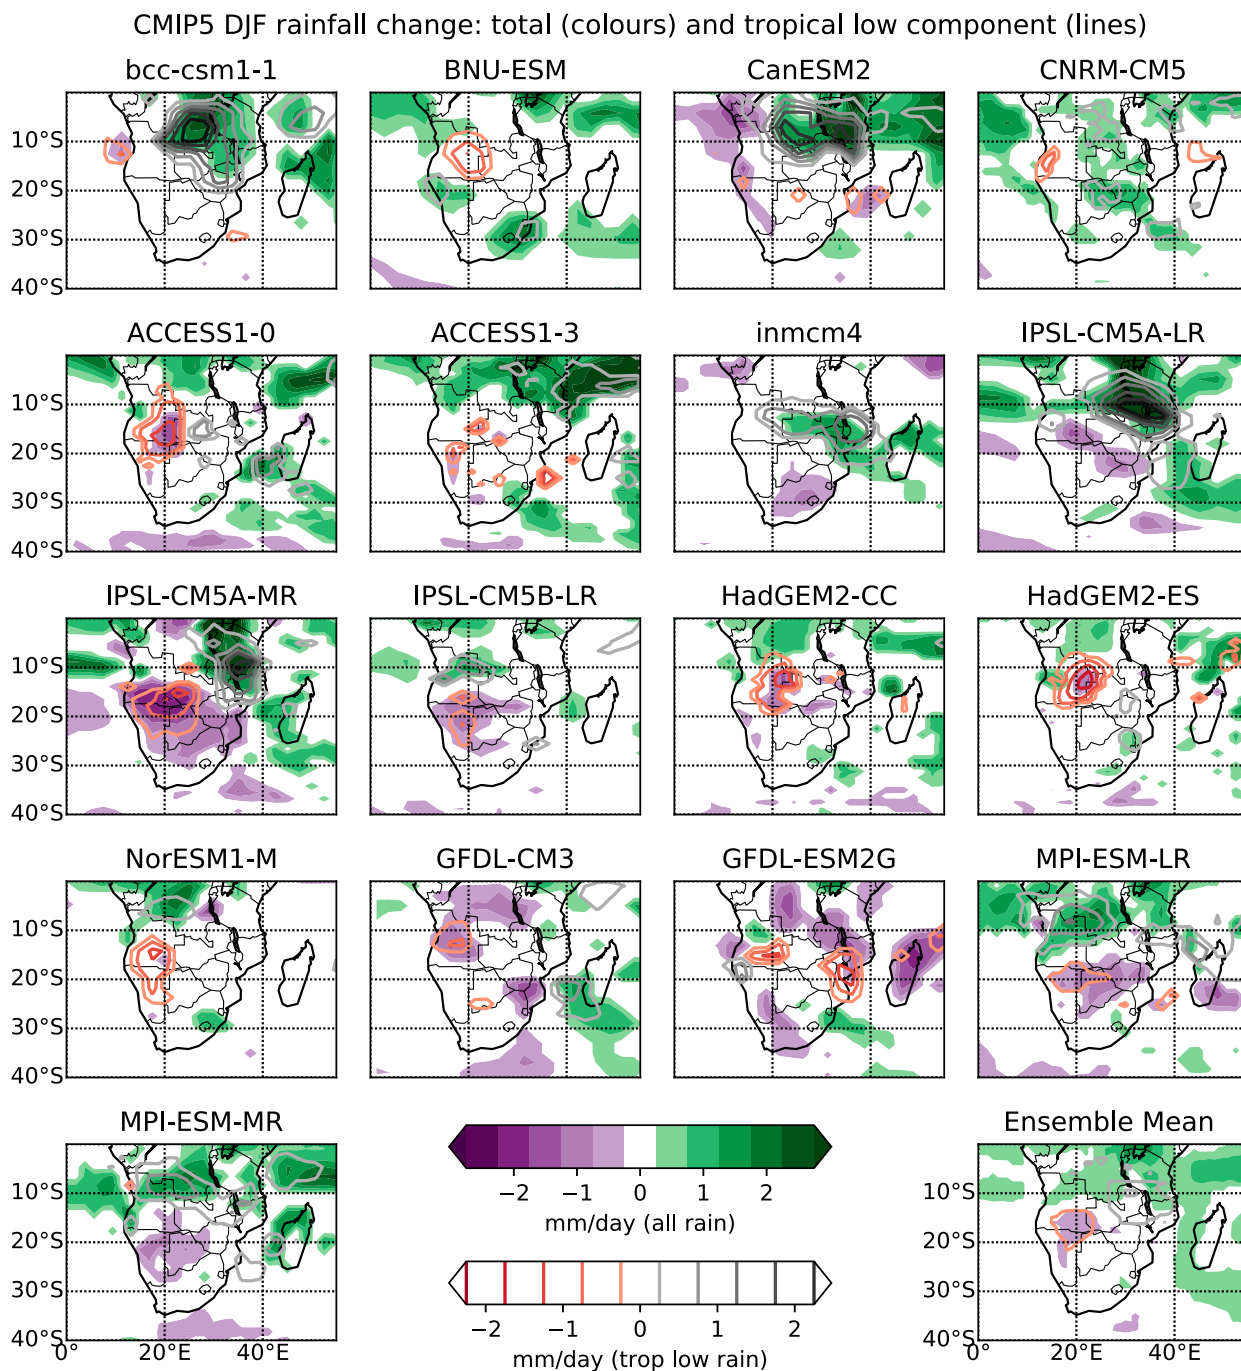 CMIP5 DJF rainfall change: total (colours) and tropical low component (lines)
bcc-csm1-1 BNU-ESM CanESM2 CNRM-CM5
10°S
20°S
30°S
40°S
ACCESS1-0 ACCESS1-3 inmcm4 IPSL-CM5A-LR
10°S
20°S
30°S
40°S
IPSL-CM5A-MR IPSL-CM5B-LR HadGEM2-CC HadGEM2-ES
10°S
20°S
30°S
40°S
NorESM1-M GFDL-CM3 GFDL-ESM2G MPI-ESM-LR
10°S
20°S
30°S
40°S
MPI-ESM-MR Ensemble Mean
10°S 10°S
20°S 20°S
30°S 30°S
40°S 40°S
0° 20°E 40°E 0° 20°E 40°E
−2 −1 0 1 2
mm/day (all rain)
−2 −1 0 1 2
mm/day (trop low rain)